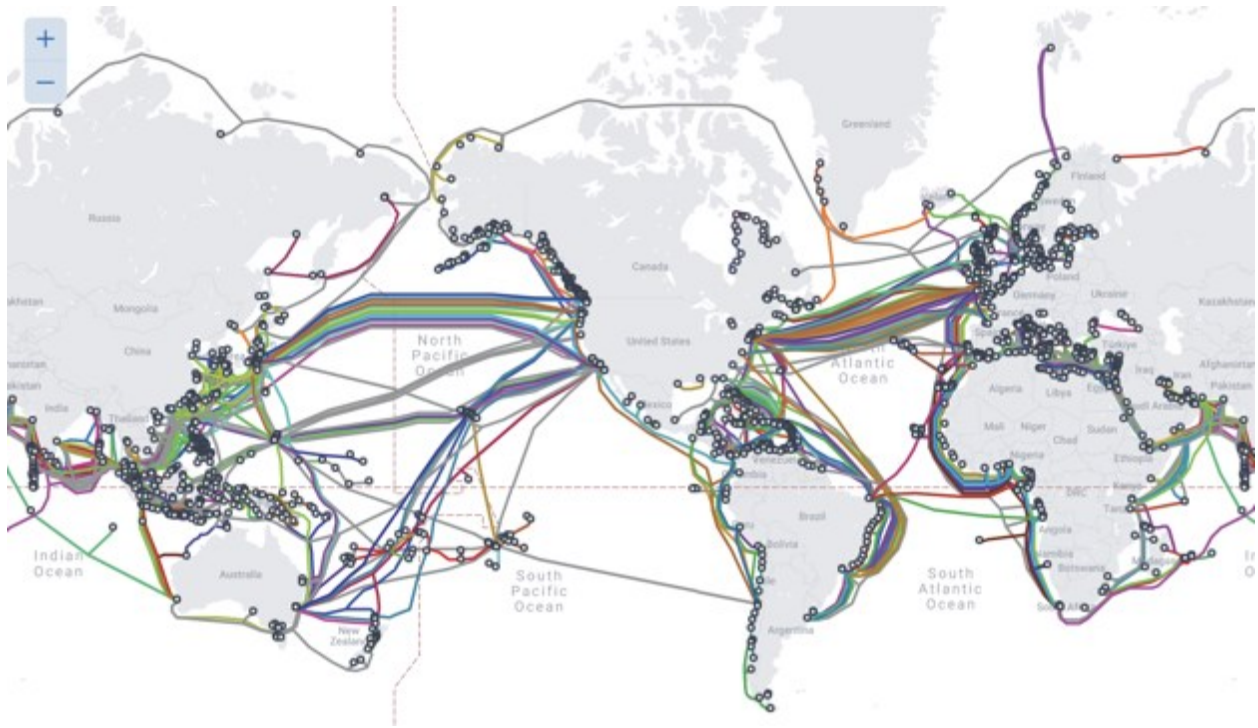 +
−
Greenland
Finland
Russia
Canada
Poland
Germany
Ukraine
Kazakhstan
Mongolia
North
Pacific
Ocean
United States
Atlantic
Ocean
Türkiye
China
Iraq
Iran
Afghanistan
Pakistan
Algeria
Libya
India
Thailand
Mexico
Saudi Arabia
Mali
Niger
Chad
Sudan
Nigeria
Ethiopia
Venezuela
DRC
Brazil
Angola
Indian
Ocean
Bolivia
Namibia
Botswana
Australia
South
Pacific
Ocean
South
Atlantic
Ocean
Argentina
New
Zealand